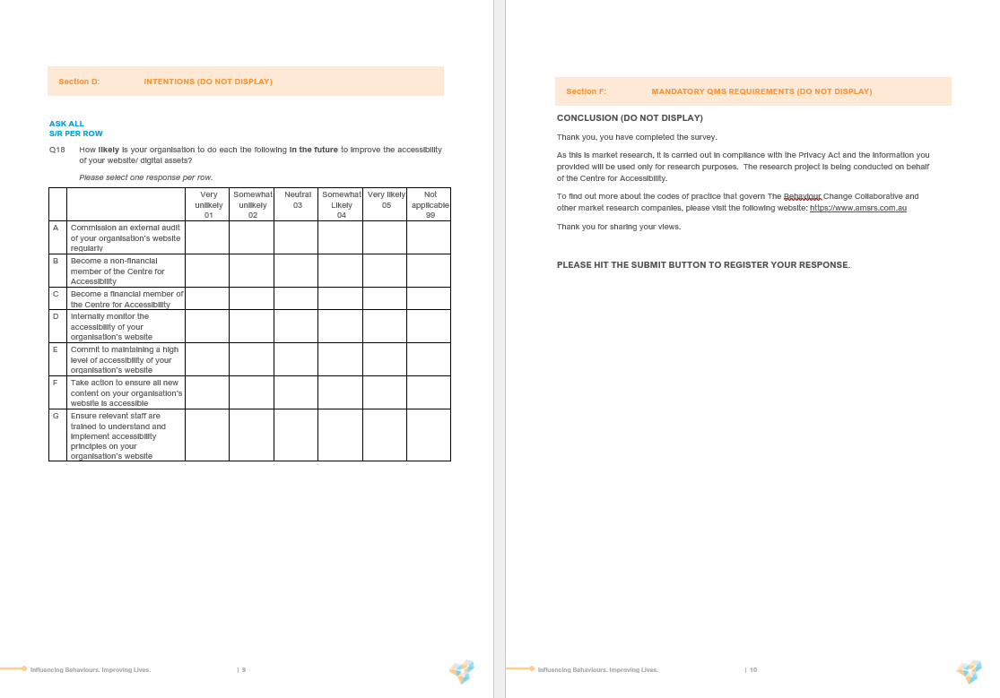 Section D: INTENTIONS (DO NOT DISPLAY)
ASK ALL
S/R PER ROW
Q18 How likely is your organisation to do each the following in the future to improve the accessibility
of your website/ digital assets?
Please select one response per row.
Very unlikely 01 Somewhat unlikely 02 Neutral 03 Somewhat Likely 04 Very likely 05 Not applicable 99
A Commission an external audit
of your organisation's website
regularly
B Become a non-financial
member of the Centre for
Accessibility
C Become a financial member of
the Centre for Accessibility
D Internally monitor the
accessibility of your
organisation's website
E Commit to maintaining a high
level of accessibility of your
organisation's website
F Take action to ensure all new
content on your organisation's
website is accessible
G Ensure relevant staff are
trained to understand and
implement accessibility
principles on your
organisation's website
Influencing Behaviours. Improving Lives. | 9
Section F: MANDATORY QMS REQUIREMENTS (DO NOT DISPLAY)
CONCLUSION (DO NOT DISPLAY)
Thank you, you have completed the survey.
As this is market research, it is carried out in compliance with the Privacy Act and the information you
provided will be used only for research purposes. The research project is being conducted on behalf
of the Centre for Accessibility.
To find out more about the codes of practice that govern The Behaviour Change Collaborative and
other market research companies, please visit the following website: https://www.amsrs.com.au
Thank you for sharing your views.
PLEASE HIT THE SUBMIT BUTTON TO REGISTER YOUR RESPONSE.
Influencing Behaviours. Improving Lives. | 10